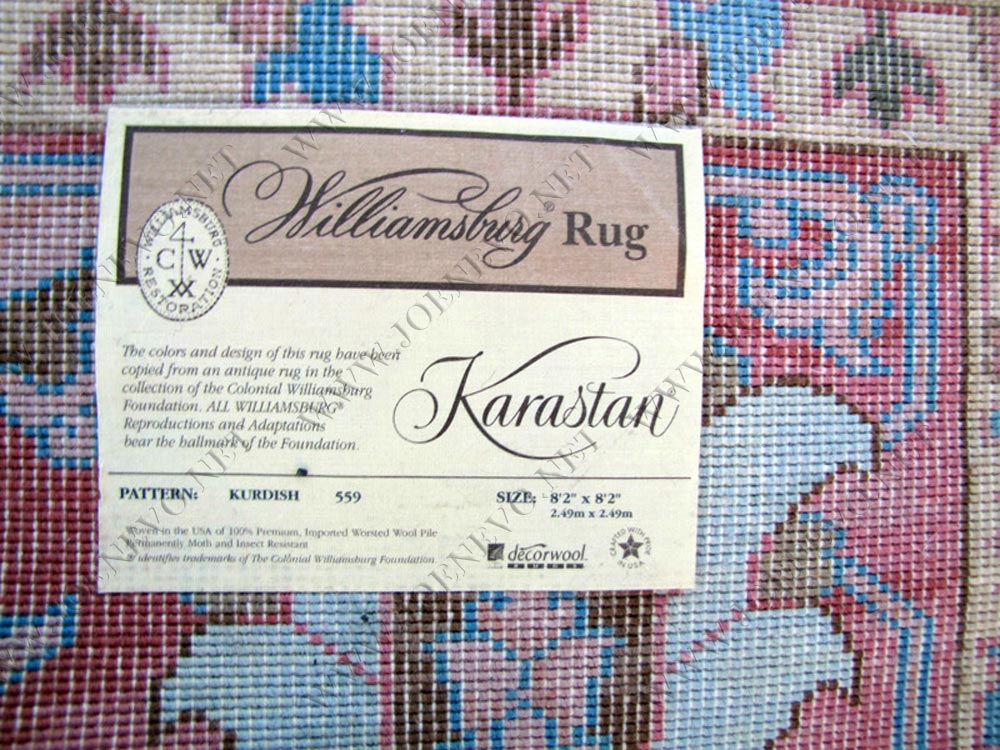 Williamsburg® Rug
WILLIAMSBURG
C W
RESTORATION
The colors and design of this rug have been
copied from an antique rug in the
collection of the Colonial Williamsburg
Foundation. ALL WILLIAMSBURG®
Reproductions and Adaptations
bear the hallmark of the Foundation.
Karastan
PATTERN: KURDISH 559
SIZE: 8'2" x 8'2"
2.49m x 2.49m
Woven in the USA of 100% Premium, Imported Worsted Wool Pile
Permanently Moth and Insect Resistant
® identifies trademarks of The Colonial Williamsburg Foundation
decorwool
CRAFTED WITH PRIDE
IN USA
WWW.JOENEVO.NET